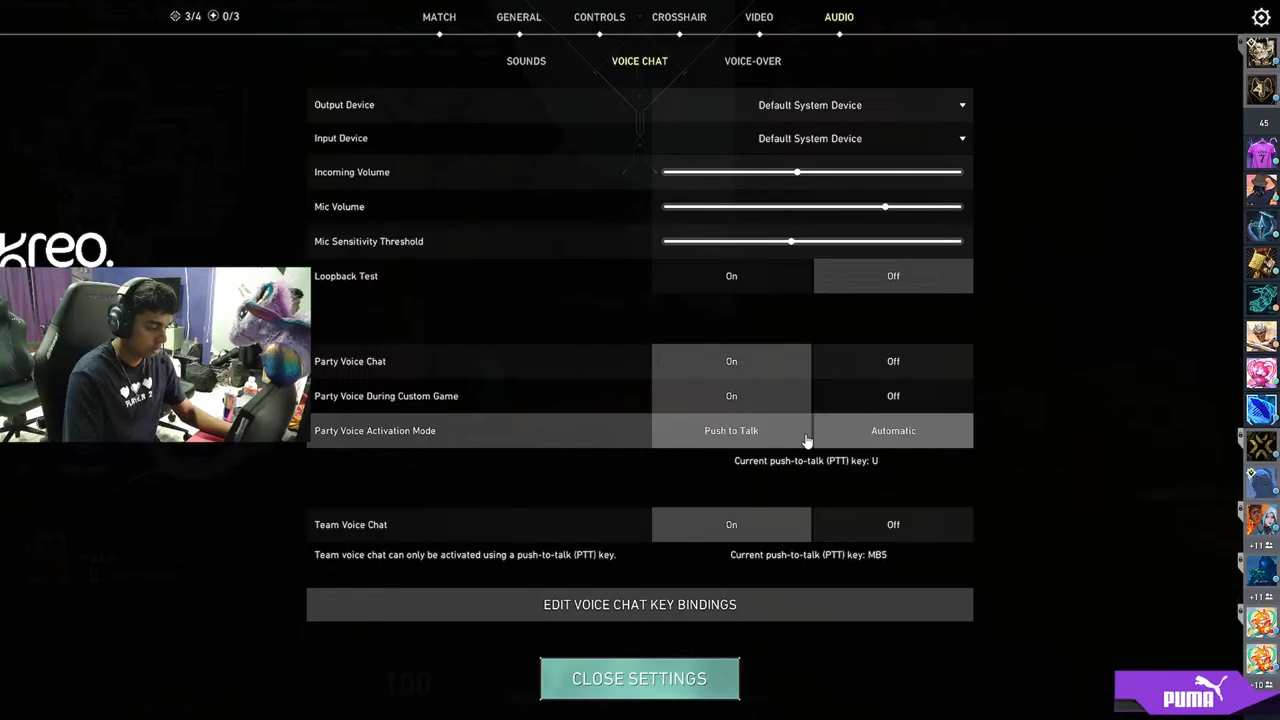 3/4 0/3
MATCH GENERAL CONTROLS CROSSHAIR VIDEO AUDIO
SOUNDS VOICE CHAT VOICE-OVER
Output Device Default System Device
Input Device Default System Device
45
Incoming Volume
Mic Volume
Mic Sensitivity Threshold
kreo.
Loopback Test On Off
Party Voice Chat On Off
Party Voice During Custom Game On Off
Party Voice Activation Mode Push to Talk Automatic
Current push-to-talk (PTT) key: U
Team Voice Chat On Off
+11
Team voice chat can only be activated using a push-to-talk (PTT) key. Current push-to-talk (PTT) key: MB5
+11
EDIT VOICE CHAT KEY BINDINGS
CLOSE SETTINGS
100
+10
PUMA